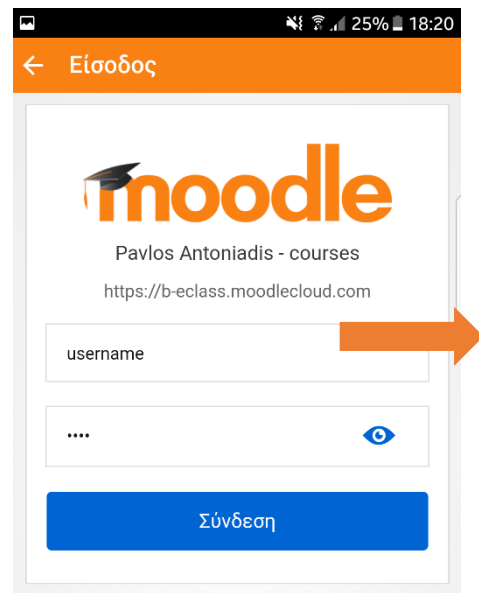 25% 18:20
Είσοδος
moodle
Pavlos Antoniadis - courses
https://b-eclass.moodlecloud.com
username
••••
Σύνδεση